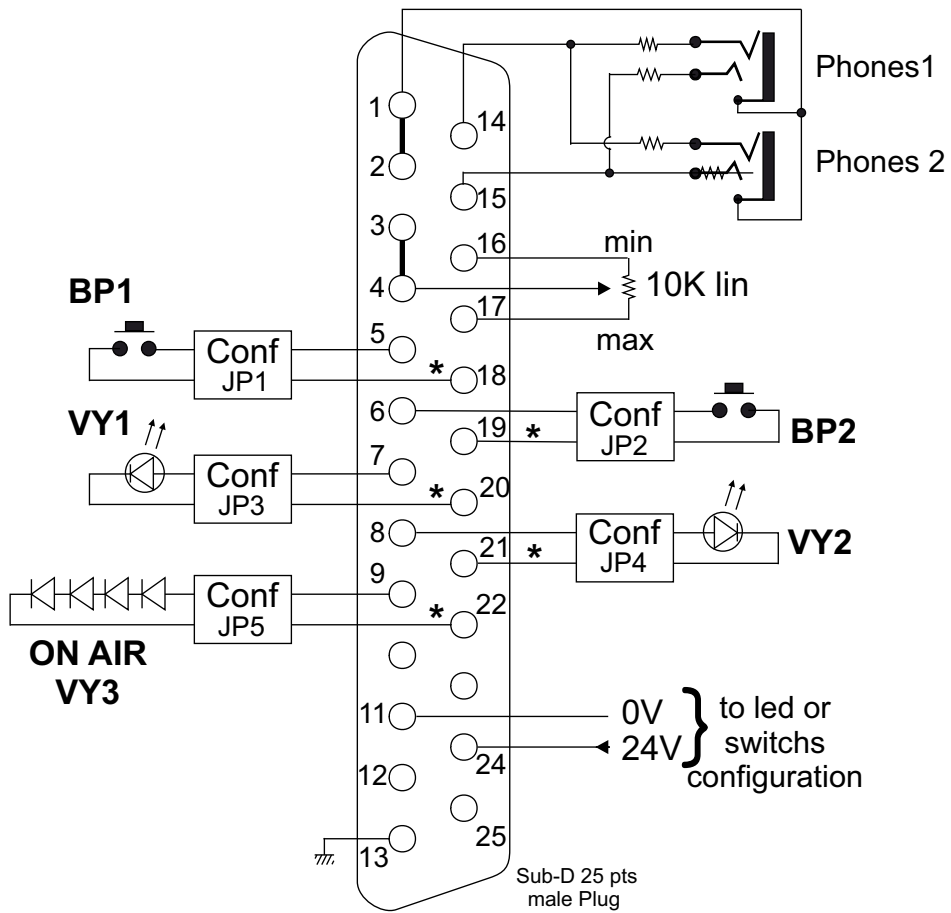 Phones1
Phones 2
1
14
2
15
3
16
min
4
10K lin
17
max
BP1
5
Conf
JP1
*
18
6
VY1
19
*
Conf
JP2
BP2
7
Conf
JP3
*
20
8
21
*
Conf
JP4
VY2
9
Conf
JP5
*
22
ON AIR
VY3
11
0V
24V
}
to led or
switchs
configuration
24
12
25
13
Sub-D 25 pts
male Plug